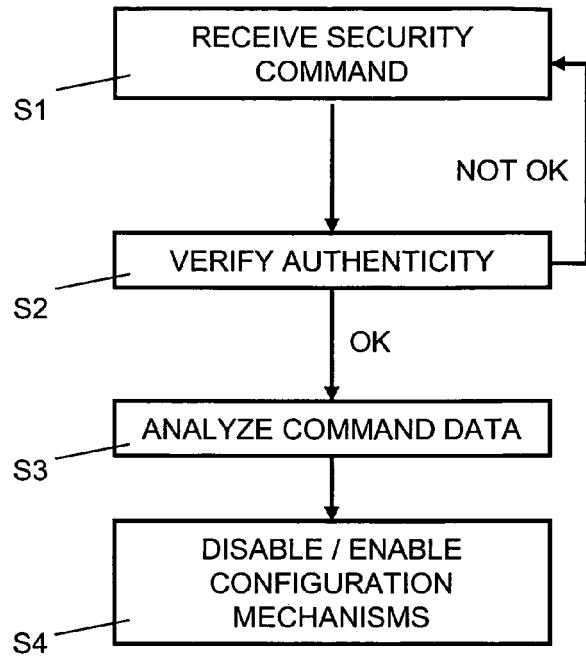 RECEIVE SECURITY
COMMAND
S1
NOT OK
VERIFY AUTHENTICITY
S2
OK
ANALYZE COMMAND DATA
S3
DISABLE / ENABLE
CONFIGURATION
MECHANISMS
S4